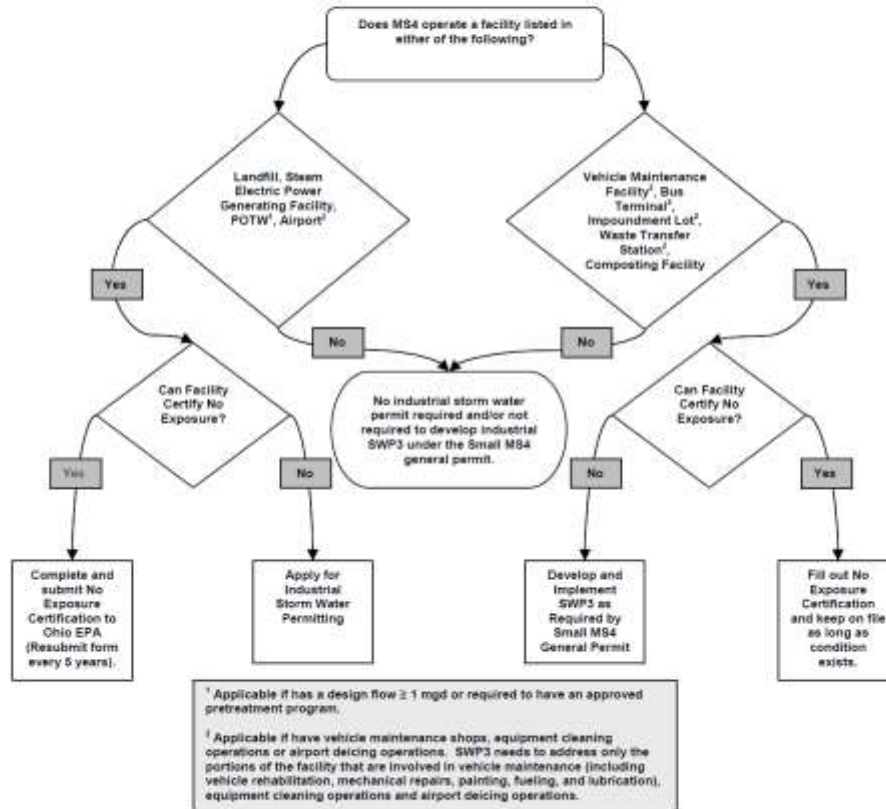 Does MS4 operate a facility listed in
either of the following?
Landfill, Steam
Electric Power
Generating Facility,
POTW¹, Airport²
Vehicle Maintenance
Facility², Bus
Terminal²,
Impoundment Lot²,
Waste Transfer
Station²,
Composting Facility
Yes
No
No
Yes
Can Facility
Certify No
Exposure?
No industrial storm water
permit required and/or not
required to develop industrial
SWP3 under the Small MS4
general permit.
Can Facility
Certify No
Exposure?
Yes
No
No
Yes
Complete and
submit No
Exposure
Certification to
Ohio EPA
(Resubmit form
every 5 years).
Apply for
Industrial
Storm Water
Permitting
Develop and
Implement
SWP3 as
Required by
Small MS4
General Permit
Fill out No
Exposure
Certification
and keep on file
as long as
condition
exists.
¹ Applicable if has a design flow ≥ 1 mgd or required to have an approved
pretreatment program.
² Applicable if have vehicle maintenance shops, equipment cleaning
operations or airport deicing operations. SWP3 needs to address only the
portions of the facility that are involved in vehicle maintenance (including
vehicle rehabilitation, mechanical repairs, painting, fueling, and lubrication),
equipment cleaning operations and airport deicing operations.